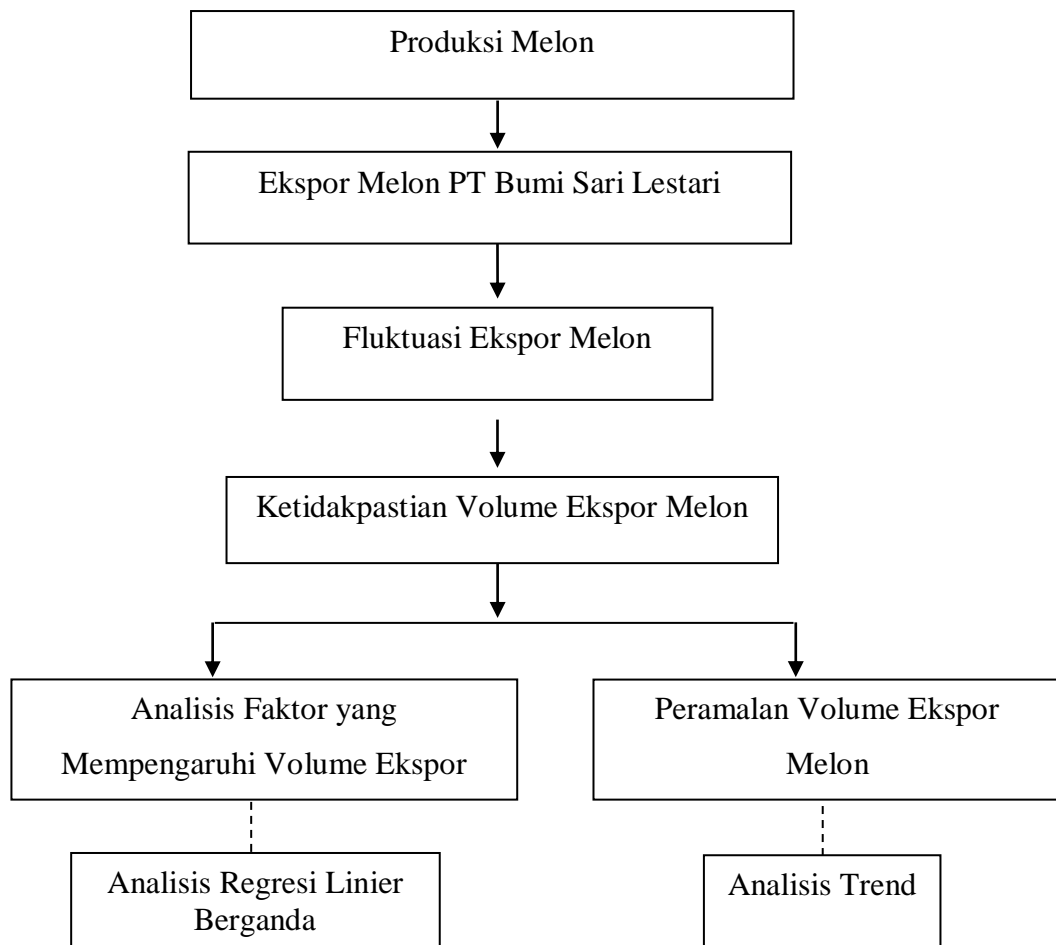 Produksi Melon
Ekspor Melon PT Bumi Sari Lestari
Fluktuasi Ekspor Melon
Ketidakpastian Volume Ekspor Melon
Analisis Faktor yang
Mempengaruhi Volume Ekspor
Peramalan Volume Ekspor
Melon
Analisis Regresi Linier
Berganda
Analisis Trend